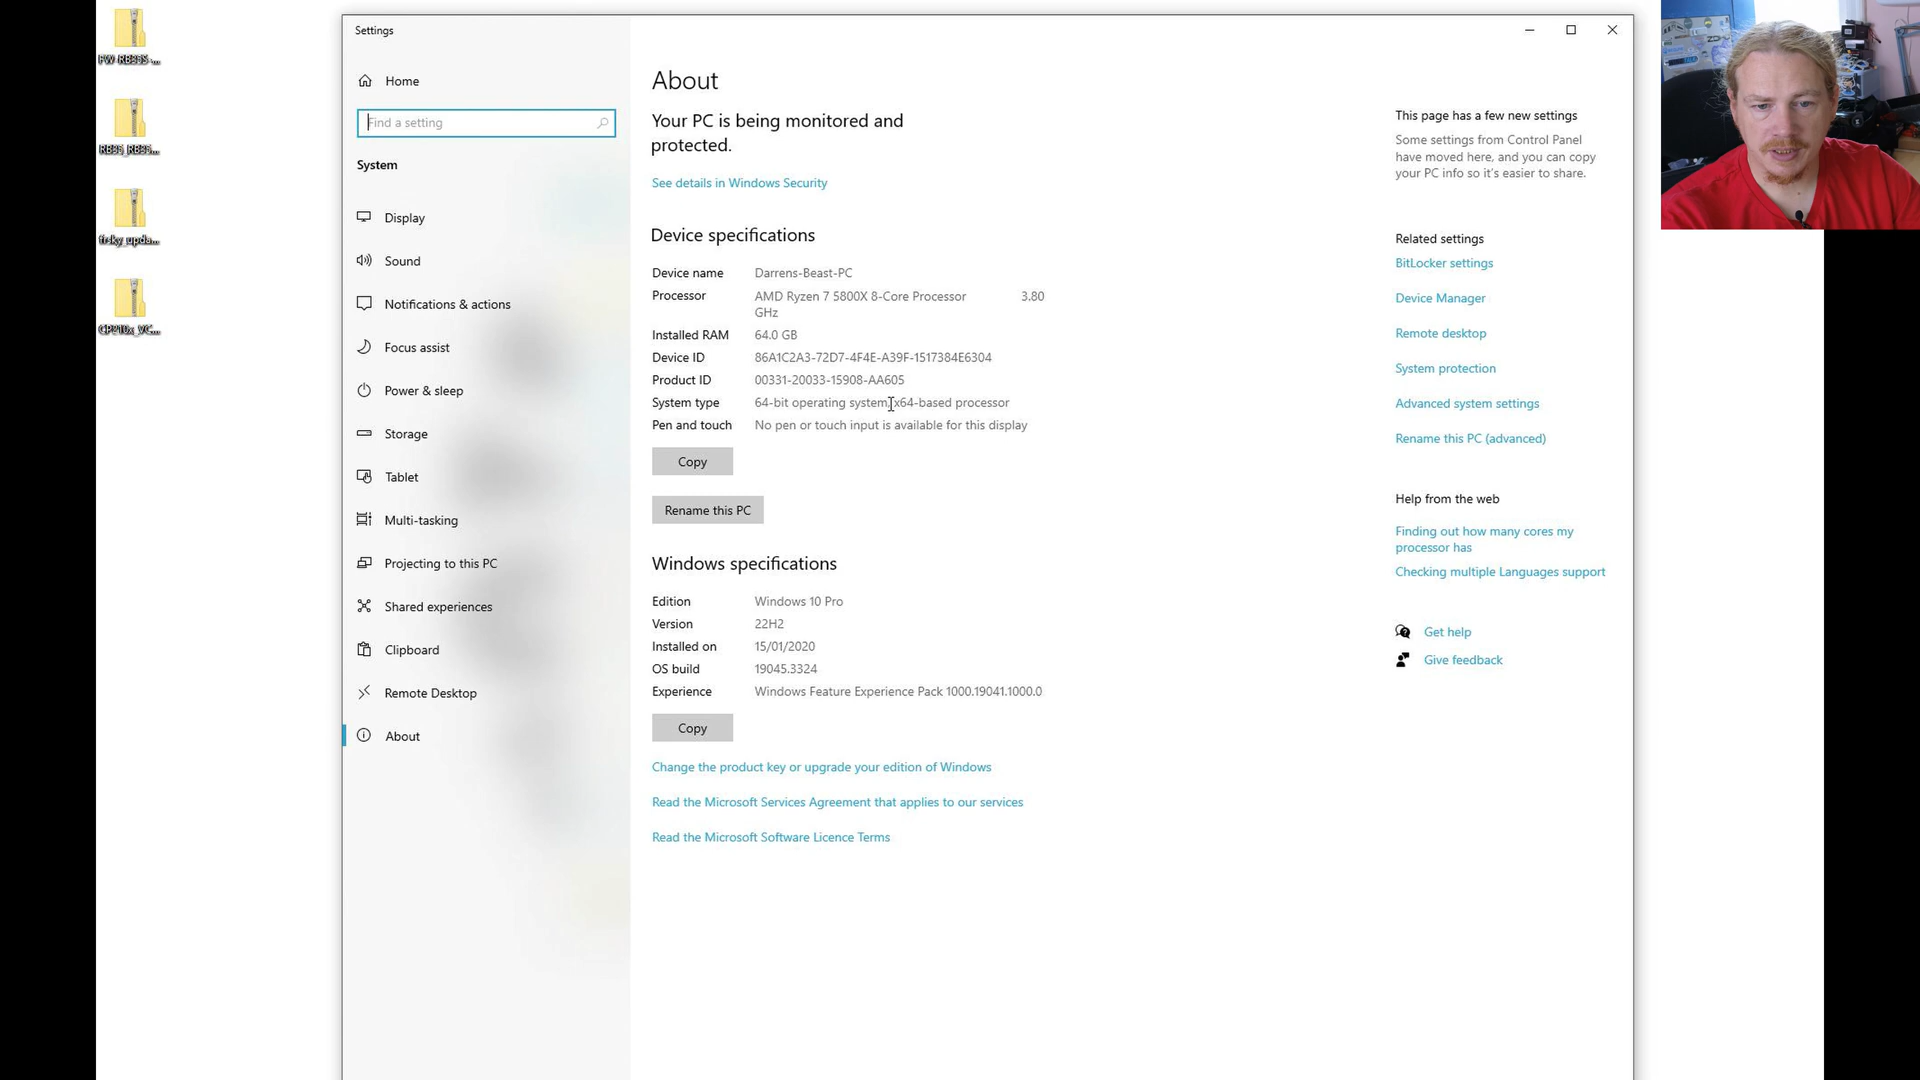 FW-RB35S-...
RB35_RB35...
frsky_upda...
CP210x_VC...
Settings
Home
Find a setting
System
Display
Sound
Notifications & actions
Focus assist
Power & sleep
Storage
Tablet
Multi-tasking
Projecting to this PC
Shared experiences
Clipboard
Remote Desktop
About
About
Your PC is being monitored and
protected.
See details in Windows Security
Device specifications
Device name Darrens-Beast-PC
Processor AMD Ryzen 7 5800X 8-Core Processor 3.80
GHz
Installed RAM 64.0 GB
Device ID 86A1C2A3-72D7-4F4E-A39F-1517384E6304
Product ID 00331-20033-15908-AA605
System type 64-bit operating system, x64-based processor
Pen and touch No pen or touch input is available for this display
Copy
Rename this PC
Windows specifications
Edition Windows 10 Pro
Version 22H2
Installed on 15/01/2020
OS build 19045.3324
Experience Windows Feature Experience Pack 1000.19041.1000.0
Copy
Change the product key or upgrade your edition of Windows
Read the Microsoft Services Agreement that applies to our services
Read the Microsoft Software Licence Terms
This page has a few new settings
Some settings from Control Panel
have moved here, and you can copy
your PC info so it's easier to share.
Related settings
BitLocker settings
Device Manager
Remote desktop
System protection
Advanced system settings
Rename this PC (advanced)
Help from the web
Finding out how many cores my
processor has
Checking multiple Languages support
Get help
Give feedback